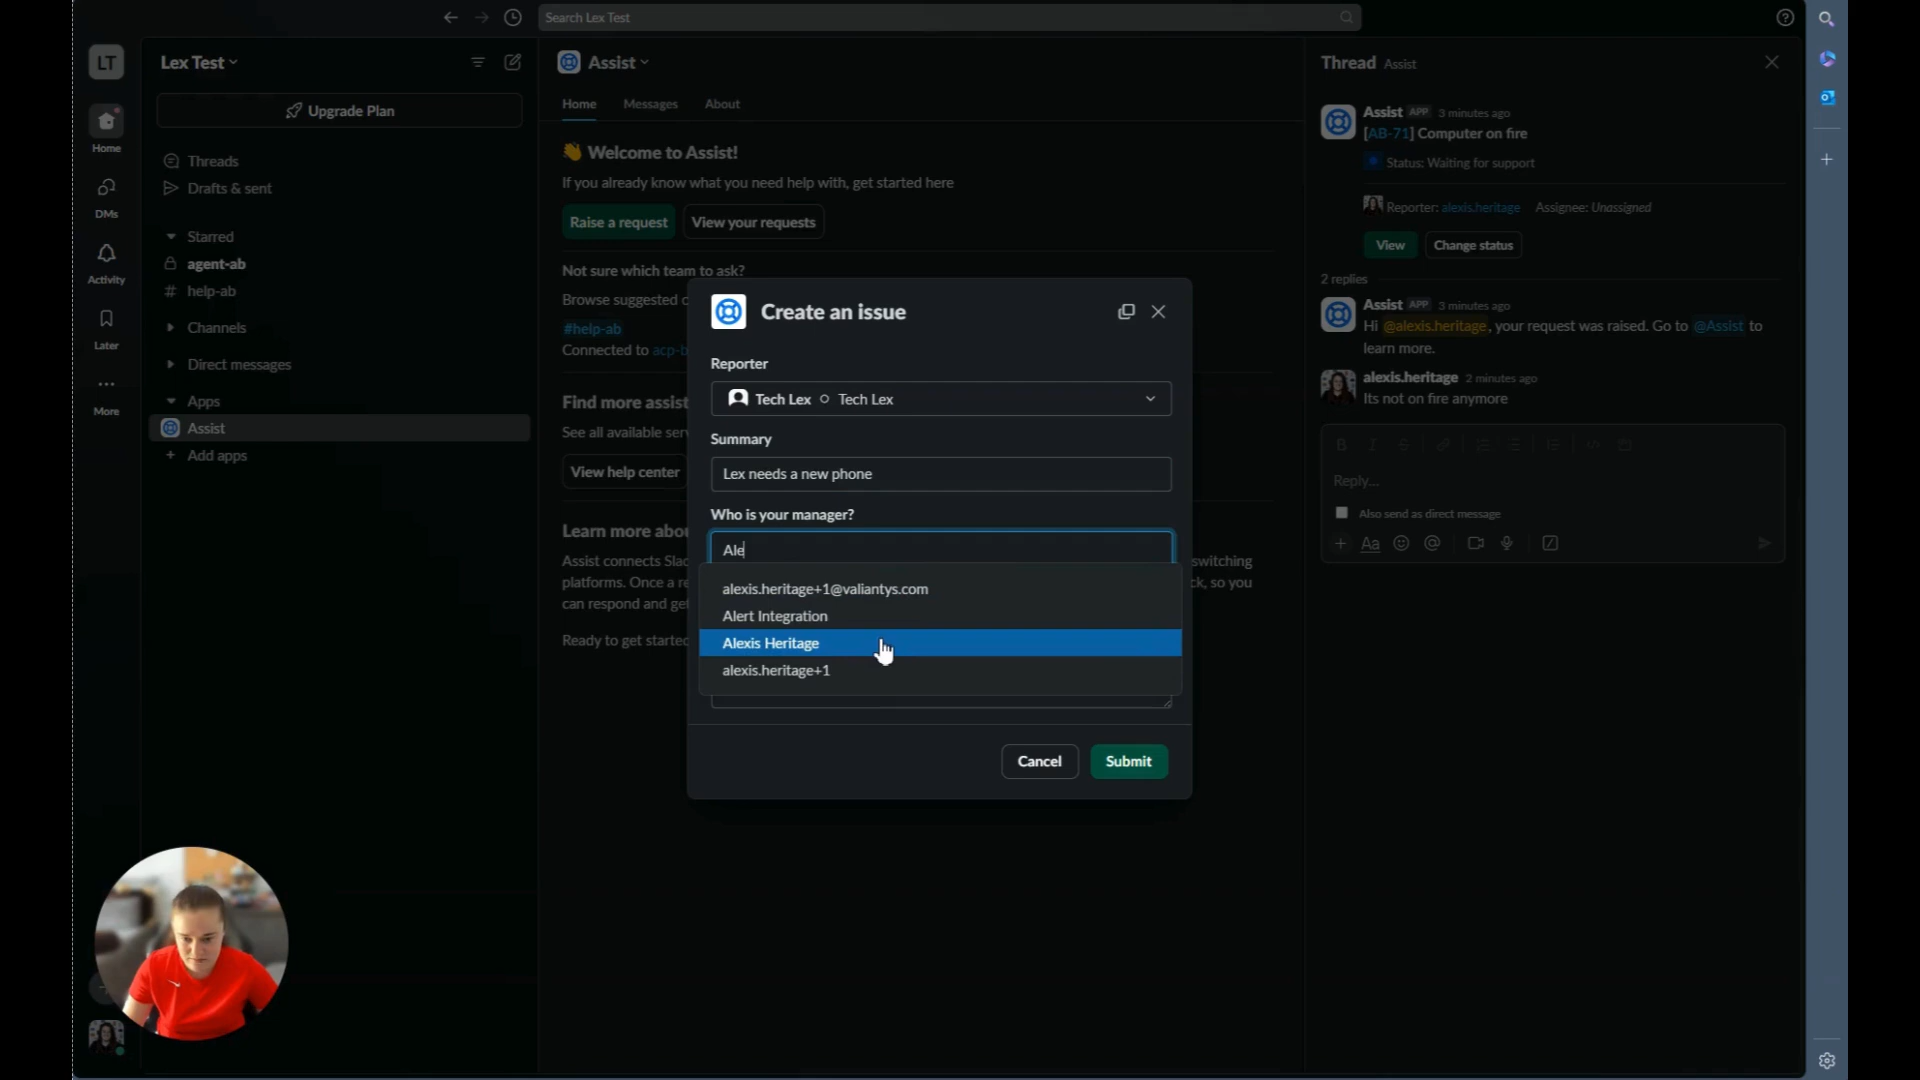 Search Lex Test
LT
Home
DMs
Activity
Later
More
Lex Test
Upgrade Plan
Threads
Drafts & sent
Starred
agent-ab
# help-ab
Channels
Direct messages
Apps
Assist
+ Add apps
Assist
Home Messages About
👋 Welcome to Assist!
If you already know what you need help with, get started here
Raise a request View your requests
Not sure which team to ask?
Browse suggested
#help-ab
Connected to
Find more assist
See all available
View help center
Learn more
Assist connects
switching
platforms. Once a
so you
can respond and
Ready to get started
Create an issue
Reporter
Tech Lex Tech Lex
Summary
Lex needs a new phone
Who is your manager?
Ale
alexis.heritage+1@valiantys.com
Alert Integration
Alexis Heritage
alexis.heritage+1
Cancel Submit
Thread Assist
Assist APP 3 minutes ago
[AB-71] Computer on fire
Status: Waiting for support
Reporter: alexis.heritage Assignee: Unassigned
View Change status
2 replies
Assist APP 3 minutes ago
Hi @alexis.heritage, your request was raised. Go to @Assist to
learn more.
alexis.heritage 2 minutes ago
Its not on fire anymore
Reply...
Also send as direct message
Aa